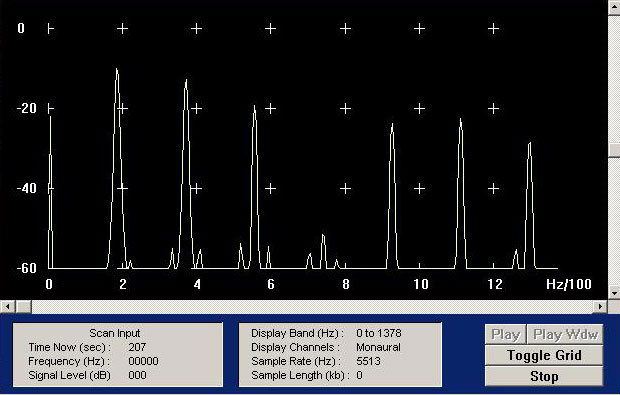 0
-20
-40
-60
0 2 4 6 8 10 12 Hz/100
Scan Input
Time Now (sec) : 207
Frequency (Hz) : 00000
Signal Level (dB) 000
Display Band (Hz) : 0 to 1378
Display Channels : Monaural
Sample Rate (Hz) : 5513
Sample Length (kb) : 0
Play Play Wdw
Toggle Grid
Stop